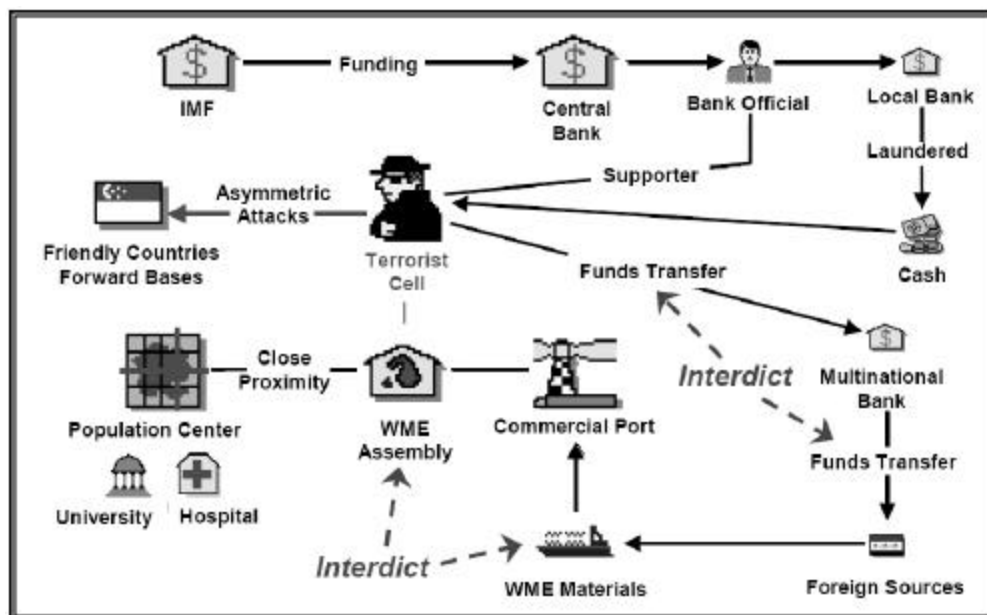 Funding
IMF
Central
Bank
Bank Official
Local Bank
Laundered
Supporter
Cash
Asymmetric
Attacks
Friendly Countries
Forward Bases
Terrorist
Cell
Funds Transfer
Close
Proximity
Interdict
Multinational
Bank
Population Center
WME
Assembly
Commercial Port
Funds Transfer
University
Hospital
Interdict
WME Materials
Foreign Sources